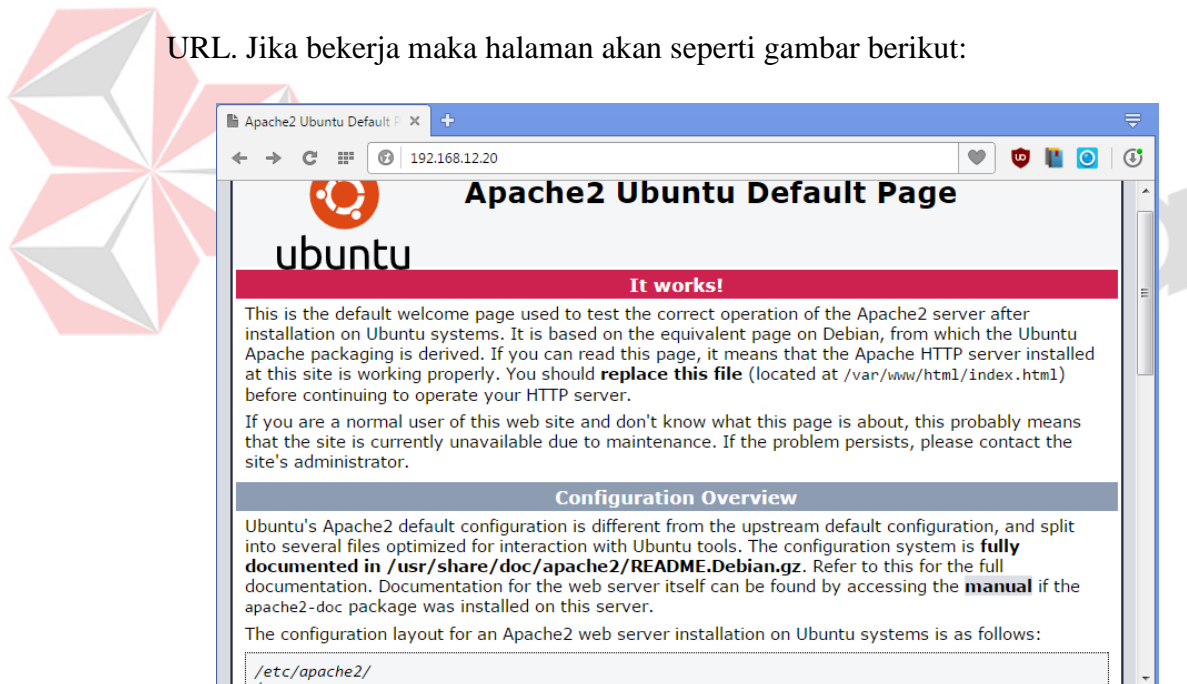 URL. Jika bekerja maka halaman akan seperti gambar berikut:
Apache2 Ubuntu Default P
192.168.12.20
Apache2 Ubuntu Default Page
ubuntu
It works!
This is the default welcome page used to test the correct operation of the Apache2 server after
installation on Ubuntu systems. It is based on the equivalent page on Debian, from which the Ubuntu
Apache packaging is derived. If you can read this page, it means that the Apache HTTP server installed
at this site is working properly. You should replace this file (located at /var/www/html/index.html)
before continuing to operate your HTTP server.
If you are a normal user of this web site and don't know what this page is about, this probably means
that the site is currently unavailable due to maintenance. If the problem persists, please contact the
site's administrator.
Configuration Overview
Ubuntu's Apache2 default configuration is different from the upstream default configuration, and split
into several files optimized for interaction with Ubuntu tools. The configuration system is fully
documented in /usr/share/doc/apache2/README.Debian.gz. Refer to this for the full
documentation. Documentation for the web server itself can be found by accessing the manual if the
apache2-doc package was installed on this server.
The configuration layout for an Apache2 web server installation on Ubuntu systems is as follows:
/etc/apache2/